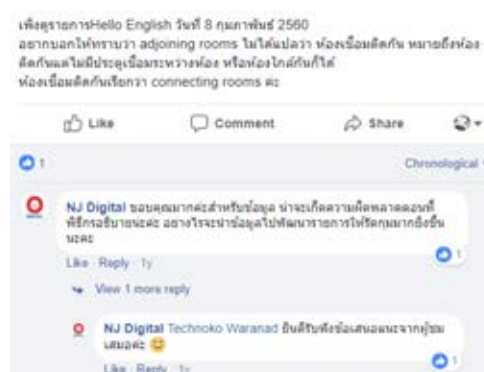 เพิ่งดูรายการHello English วันที่ 8 กุมภาพันธ์ 2560
อยากบอกให้ทราบว่า adjoining rooms ไม่ได้แปลว่า ห้องเชื่อมติดกัน หมายถึงห้อง
ติดกันแต่ไม่มีประตูเชื่อมระหว่างห้อง หรือห้องใกล้กันก็ได้
ห้องเชื่อมติดกันเรียกว่า connecting rooms ค่ะ
Like Comment Share
1 Chronological
NJ Digital ขอบคุณมากค่ะสำหรับข้อมูล น่าจะเกิดความผิดพลาดตอนที่
พิธีกรอธิบายนะคะ อย่างไรจะนำข้อมูลไปพัฒนารายการให้รัดกุมมากยิ่งขึ้น
นะคะ
1
Like · Reply · 1y
View 1 more reply
NJ Digital Technoko Waranad ยินดีรับฟังข้อเสนอแนะจากผู้ชม
เสมอค่ะ 😊
1
Like · Reply · 1y